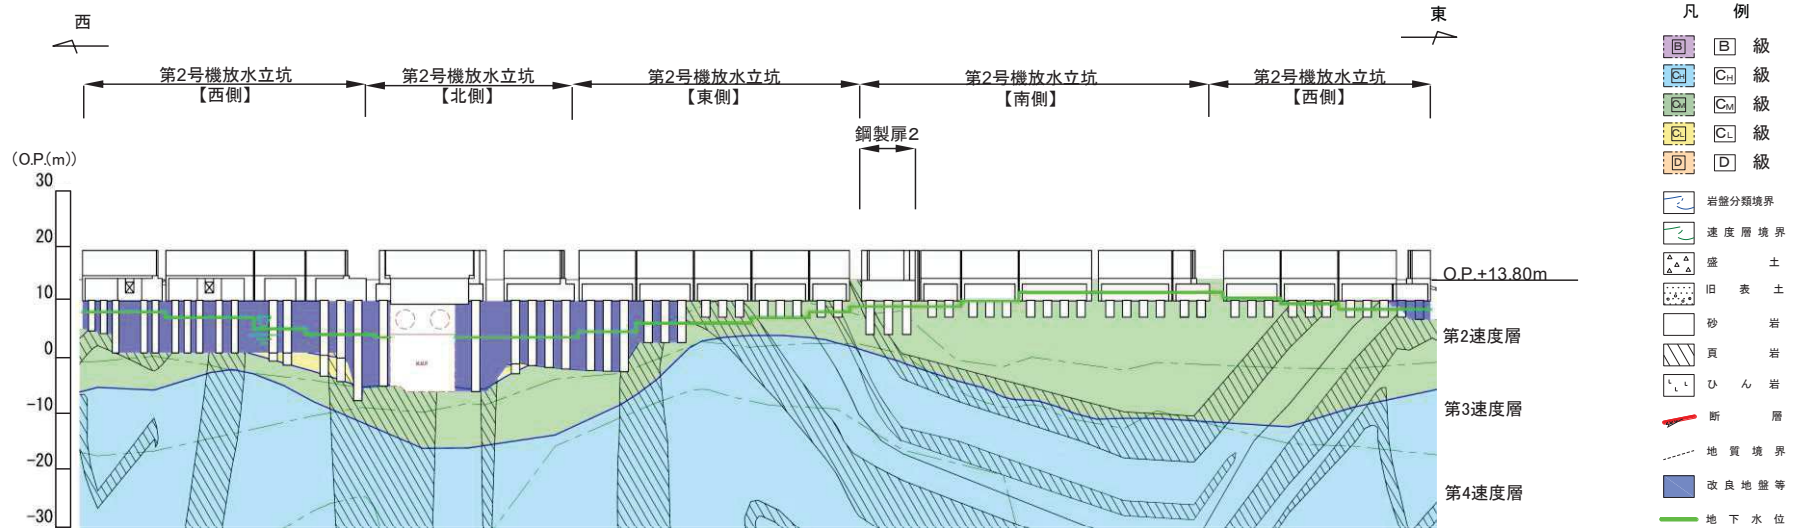 西
東
第2号機放水立坑
【西側】
第2号機放水立坑
【北側】
第2号機放水立坑
【東側】
第2号機放水立坑
【南側】
第2号機放水立坑
【西側】
鋼製扉2
(O.P.(m))
30
20
10
0
-10
-20
-30
O.P.+13.80m
第2速度層
第3速度層
第4速度層
凡 例
B B 級
CH CH 級
CM CM 級
CL CL 級
D D 級
岩盤分類境界
速度層境界
盛土
旧表土
砂岩
頁岩
ひん岩
断層
地質境界
改良地盤等
地下水位